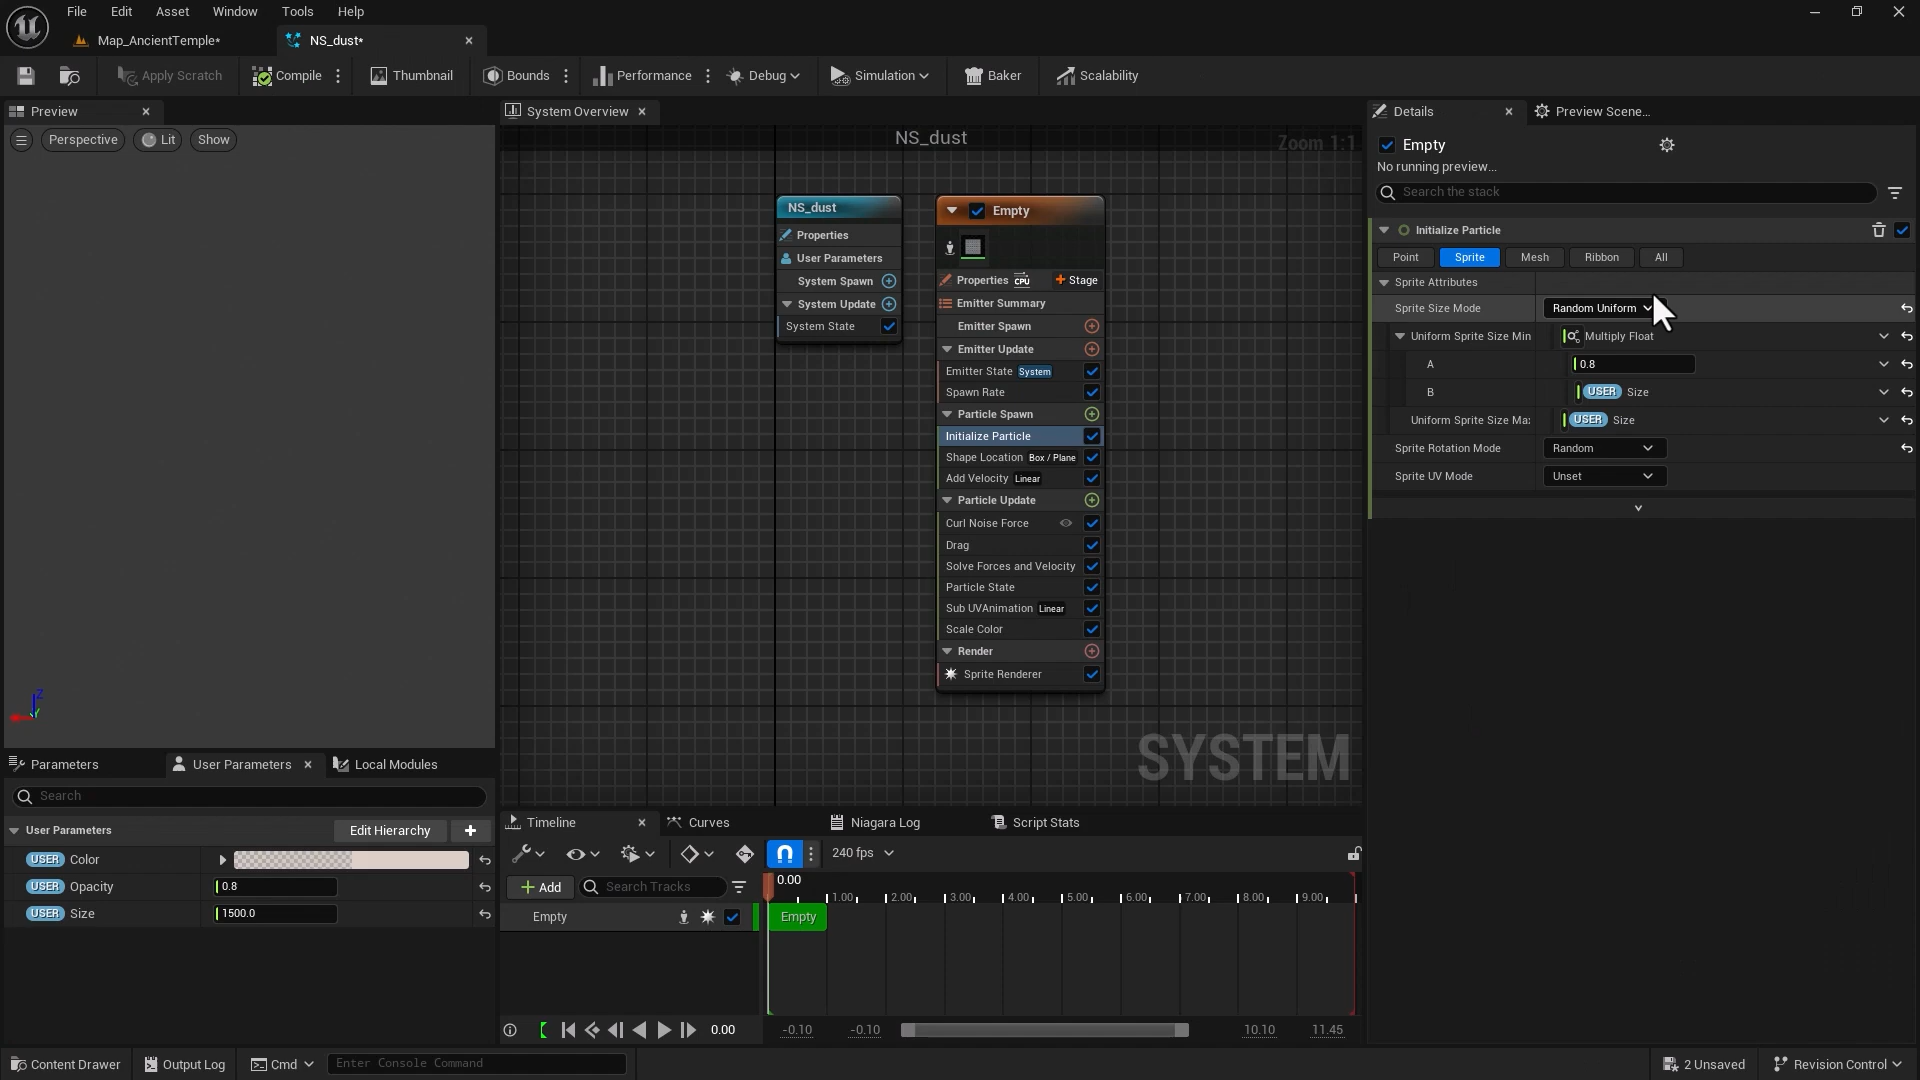 File Edit Asset Window Tools Help
Map_AncientTemple* NS_dust*
Apply Scratch Compile Thumbnail Bounds Performance Debug Simulation Baker Scalability
Preview System Overview Details Preview Scene...
Perspective Lit Show
NS_dust Zoom 1:1
Empty
No running preview...
Search the stack
NS_dust Empty
Properties
User Parameters
System Spawn
System Update
System State
Properties CPU Stage
Emitter Summary
Emitter Spawn
Emitter Update
Emitter State System
Spawn Rate
Particle Spawn
Initialize Particle
Shape Location Box / Plane
Add Velocity Linear
Particle Update
Curl Noise Force
Drag
Solve Forces and Velocity
Particle State
Sub UVAnimation Linear
Scale Color
Render
Sprite Renderer
SYSTEM
Initialize Particle
Point Sprite Mesh Ribbon All
Sprite Attributes
Sprite Size Mode Random Uniform
Uniform Sprite Size Min Multiply Float
A 0.8
B USER Size
Uniform Sprite Size Max USER Size
Sprite Rotation Mode Random
Sprite UV Mode Unset
Parameters User Parameters Local Modules
Search
User Parameters Edit Hierarchy
USER Color
USER Opacity 0.8
USER Size 1500.0
Timeline Curves Niagara Log Script Stats
240 fps
Add Search Tracks
0.00
1.00 2.00 3.00 4.00 5.00 6.00 7.00 8.00 9.00
Empty Empty
0.00 -0.10 -0.10 10.10 11.45
Content Drawer Output Log Cmd Enter Console Command 2 Unsaved Revision Control